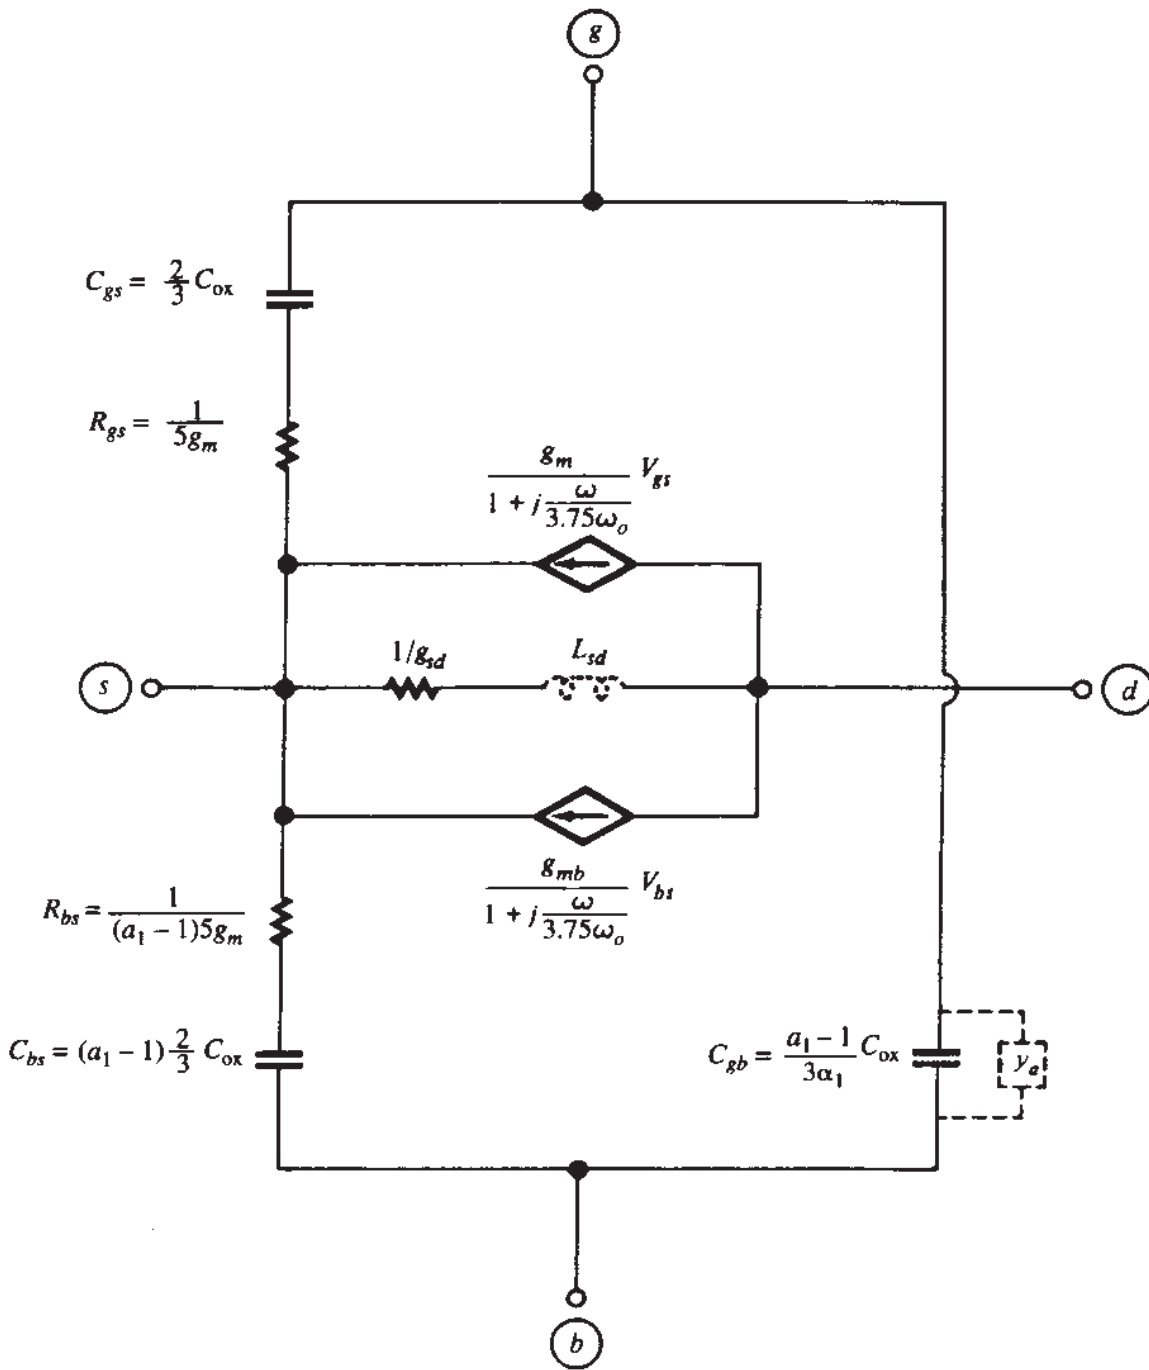 g
C_gs = 2/3 C_ox
R_gs = 1/5g_m
g_m / (1 + j ω/3.75ω_o) V_gs
s
1/g_sd
L_sd
d
g_mb / (1 + j ω/3.75ω_o) V_bs
R_bs = 1/(a_1 − 1)5g_m
C_bs = (a_1 − 1) 2/3 C_ox
C_gb = a_1 − 1/3α_1 C_ox
y_a
b